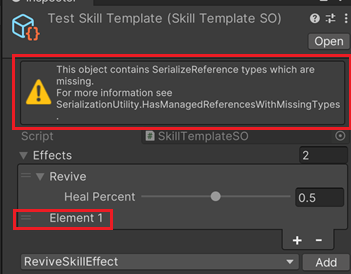 Inspector
Test Skill Template (Skill Template SO)
Open
This object contains SerializeReference types which are
missing.
For more information see
SerializationUtility.HasManagedReferencesWithMissingTypes
.
Script SkillTemplateSO
Effects 2
Revive
Heal Percent 0.5
Element 1
+ -
ReviveSkillEffect Add